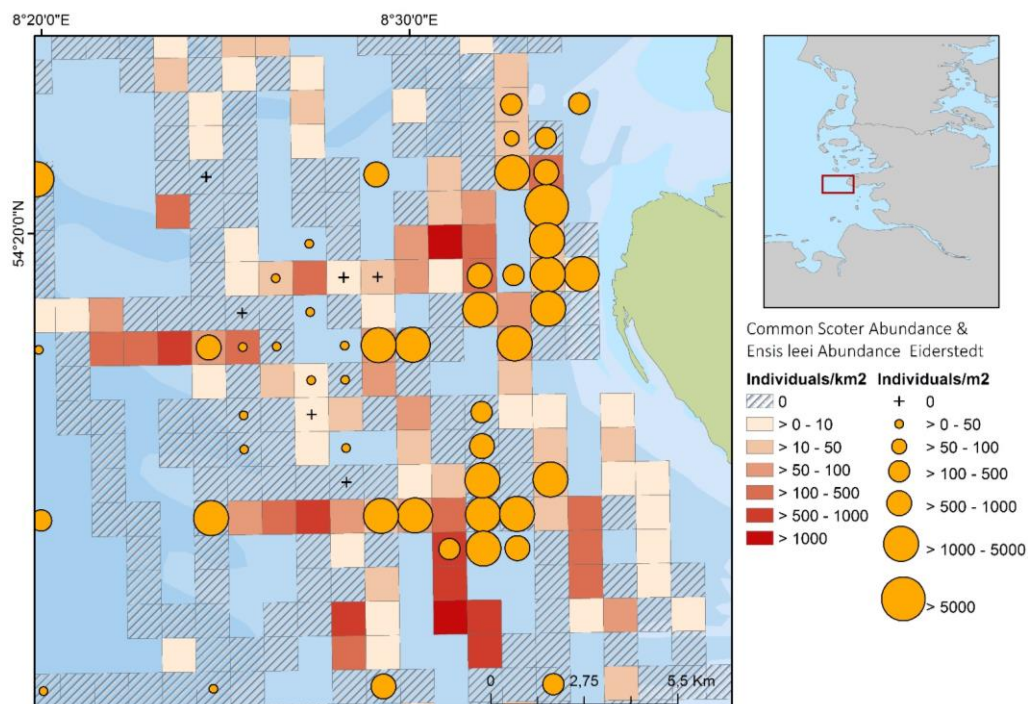 8°20'0"E 8°30'0"E
54°20'0"N
Common Scoter Abundance &
Ensis leei Abundance Eiderstedt
Individuals/km2 Individuals/m2
0 + 0
> 0 - 10 > 0 - 50
> 10 - 50 > 50 - 100
> 50 - 100 > 100 - 500
> 100 - 500 > 500 - 1000
> 500 - 1000 > 1000 - 5000
> 1000 > 5000
0 2,75 5,5 Km